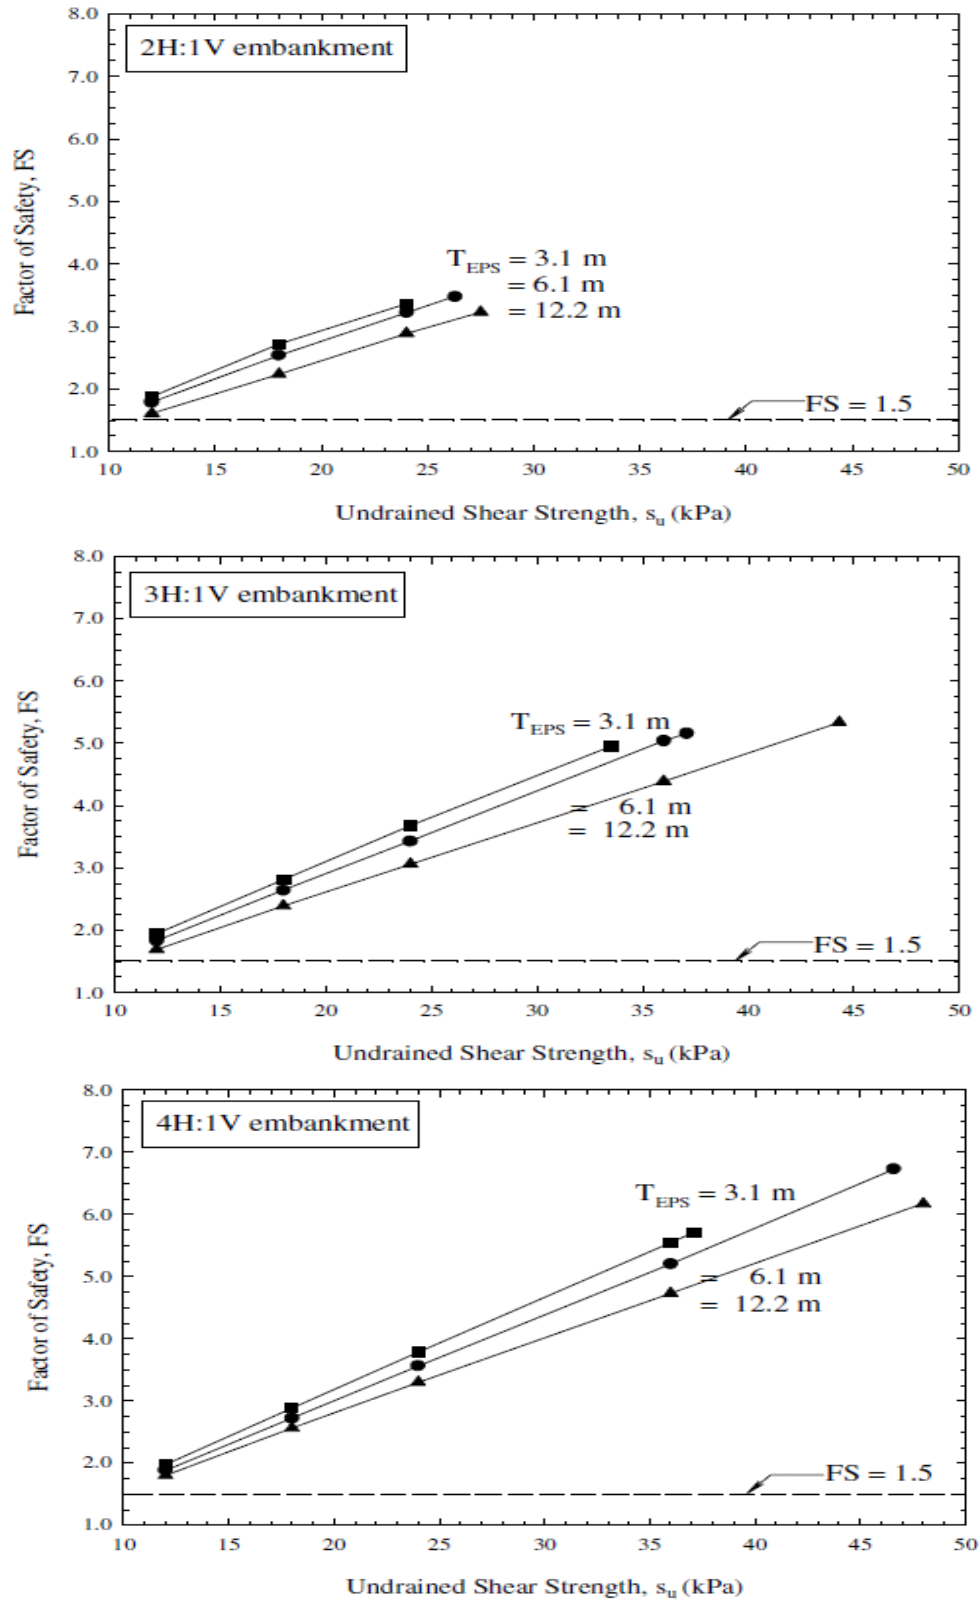 8.0
2H:1V embankment
7.0
6.0
5.0
Factor of Safety, FS
4.0
T_EPS = 3.1 m
= 6.1 m
= 12.2 m
3.0
2.0
FS = 1.5
1.0
10 15 20 25 30 35 40 45 50
Undrained Shear Strength, s_u (kPa)
8.0
3H:1V embankment
7.0
6.0
T_EPS = 3.1 m
5.0
Factor of Safety, FS
4.0
= 6.1 m
= 12.2 m
3.0
2.0
FS = 1.5
1.0
10 15 20 25 30 35 40 45 50
Undrained Shear Strength, s_u (kPa)
8.0
4H:1V embankment
7.0
T_EPS = 3.1 m
6.0
5.0
Factor of Safety, FS
= 6.1 m
= 12.2 m
4.0
3.0
2.0
FS = 1.5
1.0
10 15 20 25 30 35 40 45 50
Undrained Shear Strength, s_u (kPa)